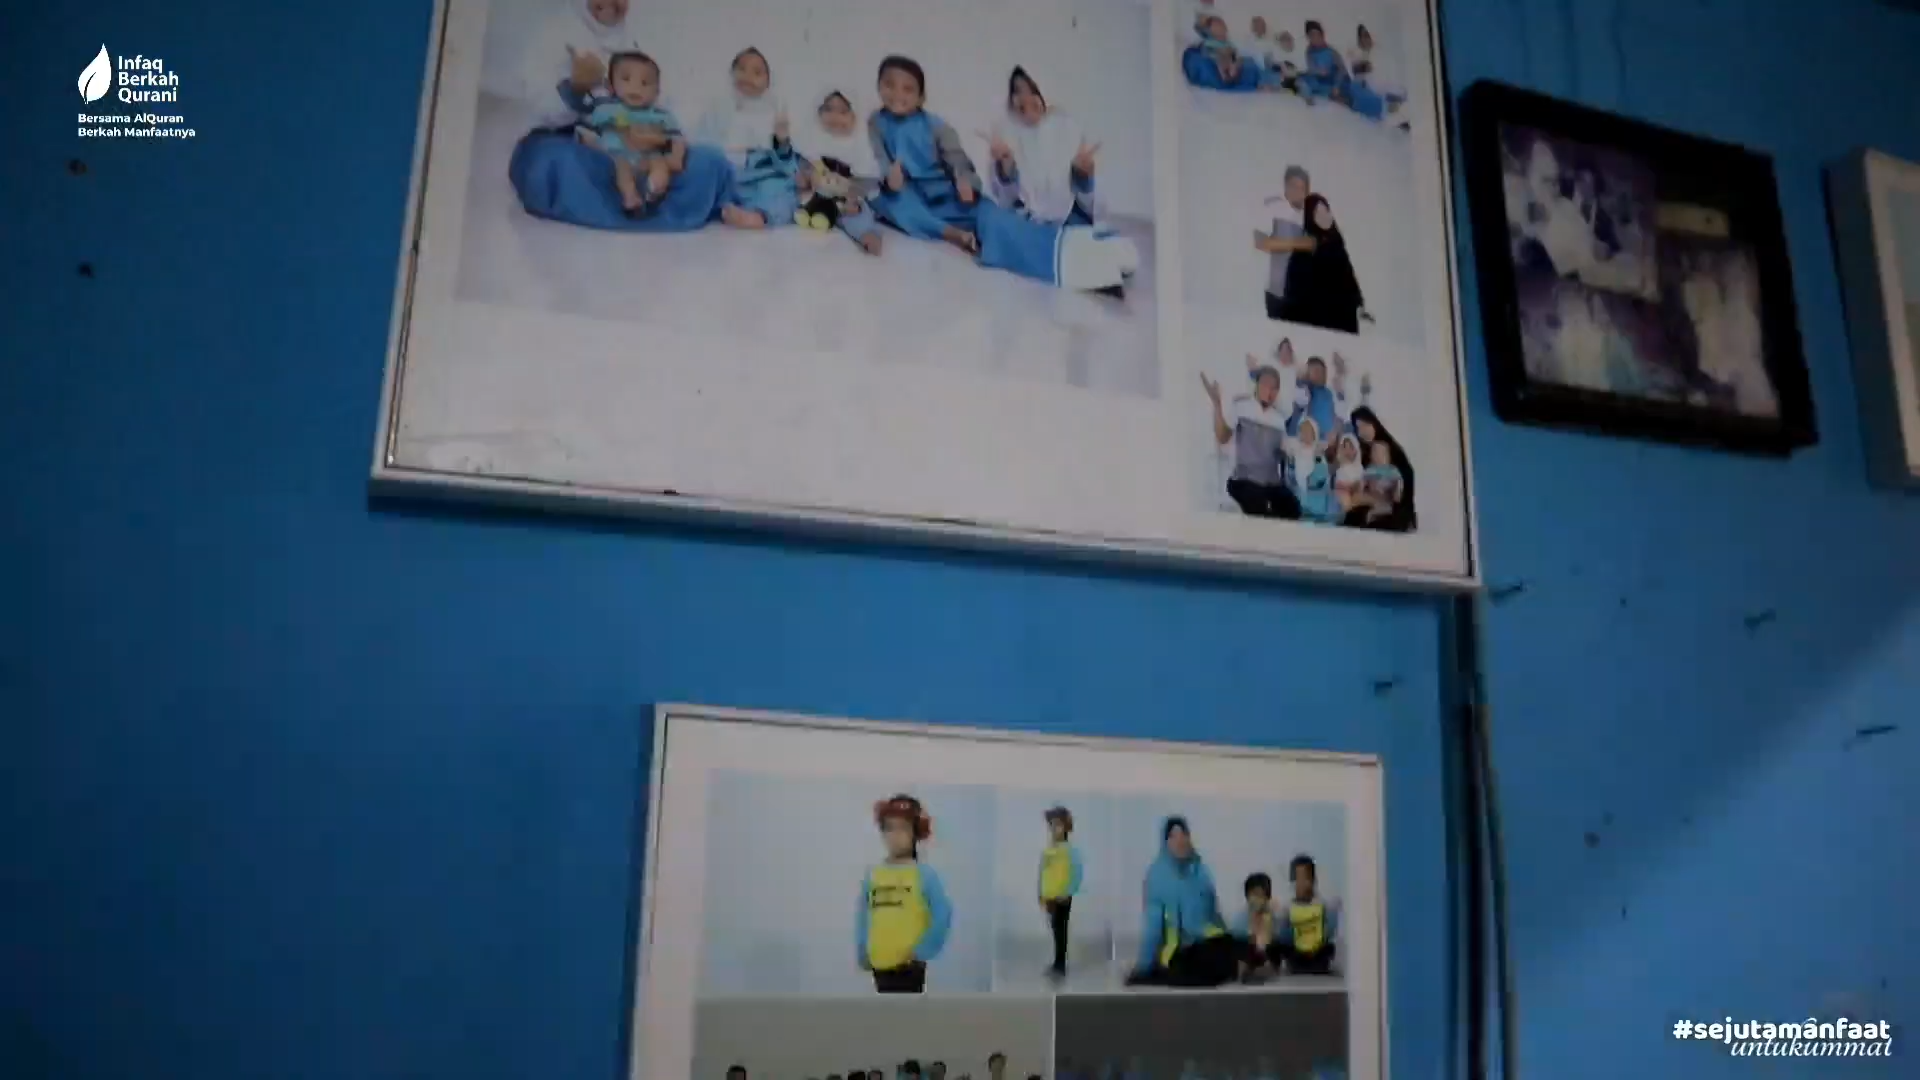 Infaq
Berkah
Qurani
Bersama AlQuran
Berkah Manfaatnya
#sejutamanfaat
untukummat